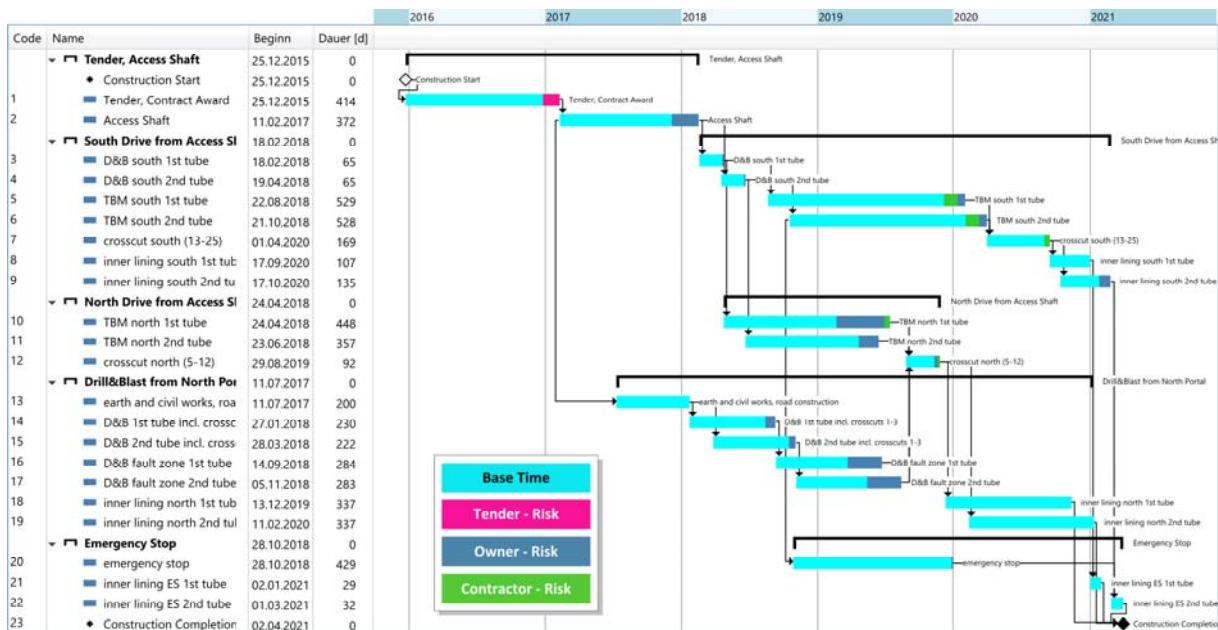 2016 2017 2018 2019 2020 2021
Code Name Beginn Dauer [d]
Tender, Access Shaft 25.12.2015 0 Tender, Access Shaft
Construction Start 25.12.2015 0 Construction Start
1 Tender, Contract Award 25.12.2015 414 Tender, Contract Award
2 Access Shaft 11.02.2017 372 Access Shaft
South Drive from Access Sl 18.02.2018 0 South Drive from Access Sh
3 D&B south 1st tube 18.02.2018 65 D&B south 1st tube
4 D&B south 2nd tube 19.04.2018 65 D&B south 2nd tube
5 TBM south 1st tube 22.08.2018 529 TBM south 1st tube
6 TBM south 2nd tube 21.10.2018 528 TBM south 2nd tube
7 crosscut south (13-25) 01.04.2020 169 crosscut south (13-25)
8 inner lining south 1st tub 17.09.2020 107 inner lining south 1st tube
9 inner lining south 2nd tu 17.10.2020 135 inner lining south 2nd tube
North Drive from Access Sl 24.04.2018 0 North Drive from Access Shaft
10 TBM north 1st tube 24.04.2018 448 TBM north 1st tube
11 TBM north 2nd tube 23.06.2018 357 TBM north 2nd tube
12 crosscut north (5-12) 29.08.2019 92 crosscut north (5-12)
Drill&Blast from North Por 11.07.2017 0 Drill&Blast from North Portal
13 earth and civil works, roa 11.07.2017 200 earth and civil works, road construction
14 D&B 1st tube incl. crossc 27.01.2018 230 D&B 1st tube incl. crosscuts 1-3
15 D&B 2nd tube incl. cross 28.03.2018 222 D&B 2nd tube incl. crosscuts 1-3
16 D&B fault zone 1st tube 14.09.2018 284 D&B fault zone 1st tube
17 D&B fault zone 2nd tube 05.11.2018 283 D&B fault zone 2nd tube
18 inner lining north 1st tub 13.12.2019 337 inner lining north 1st tube
19 inner lining north 2nd tul 11.02.2020 337 inner lining north 2nd tube
Emergency Stop 28.10.2018 0 Emergency Stop
20 emergency stop 28.10.2018 429 emergency stop
21 inner lining ES 1st tube 02.01.2021 29 inner lining ES 1st tube
22 inner lining ES 2nd tube 01.03.2021 32 inner lining ES 2nd tube
23 Construction Completion 02.04.2021 0 Construction Completio
Base Time
Tender - Risk
Owner - Risk
Contractor - Risk